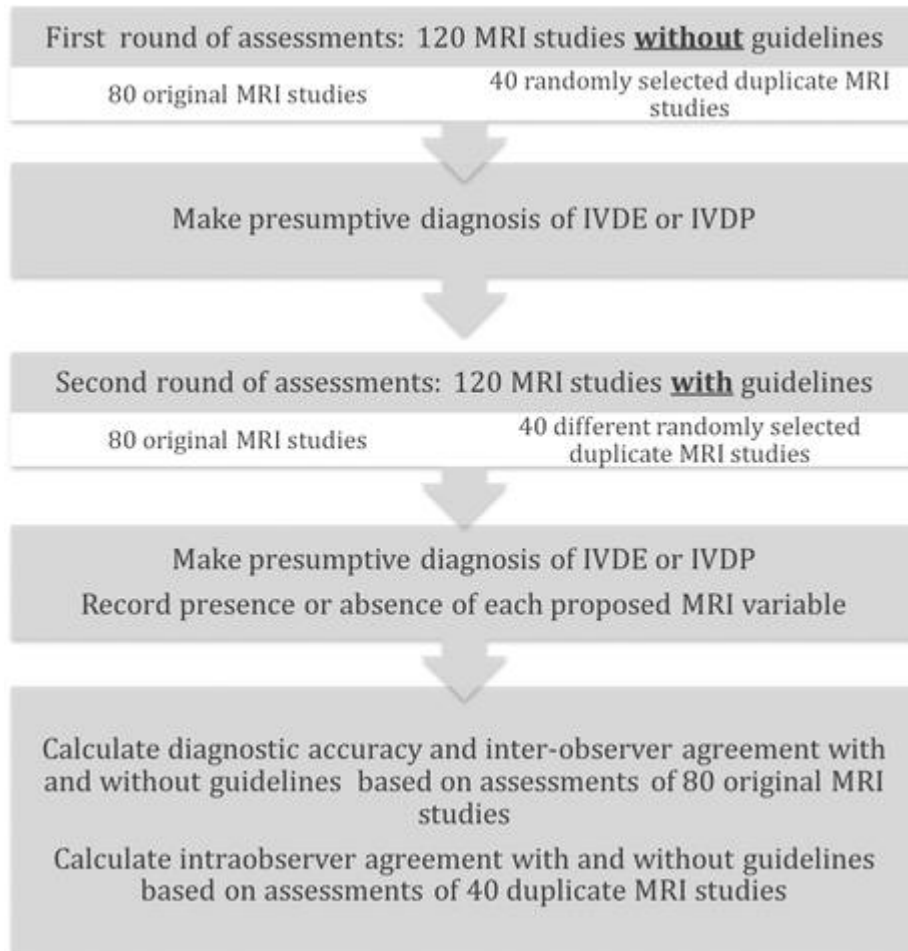 First round of assessments: 120 MRI studies without guidelines
80 original MRI studies
40 randomly selected duplicate MRI
studies
Make presumptive diagnosis of IVDE or IVDP
Second round of assessments: 120 MRI studies with guidelines
80 original MRI studies
40 different randomly selected
duplicate MRI studies
Make presumptive diagnosis of IVDE or IVDP
Record presence or absence of each proposed MRI variable
Calculate diagnostic accuracy and inter-observer agreement with
and without guidelines based on assessments of 80 original MRI
studies
Calculate intraobserver agreement with and without guidelines
based on assessments of 40 duplicate MRI studies